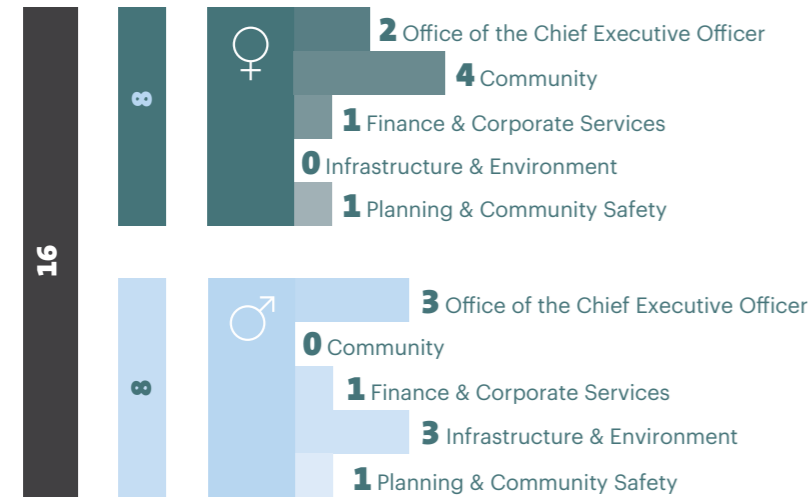 16
8
2 Office of the Chief Executive Officer
4 Community
1 Finance & Corporate Services
0 Infrastructure & Environment
1 Planning & Community Safety
8
3 Office of the Chief Executive Officer
0 Community
1 Finance & Corporate Services
3 Infrastructure & Environment
1 Planning & Community Safety